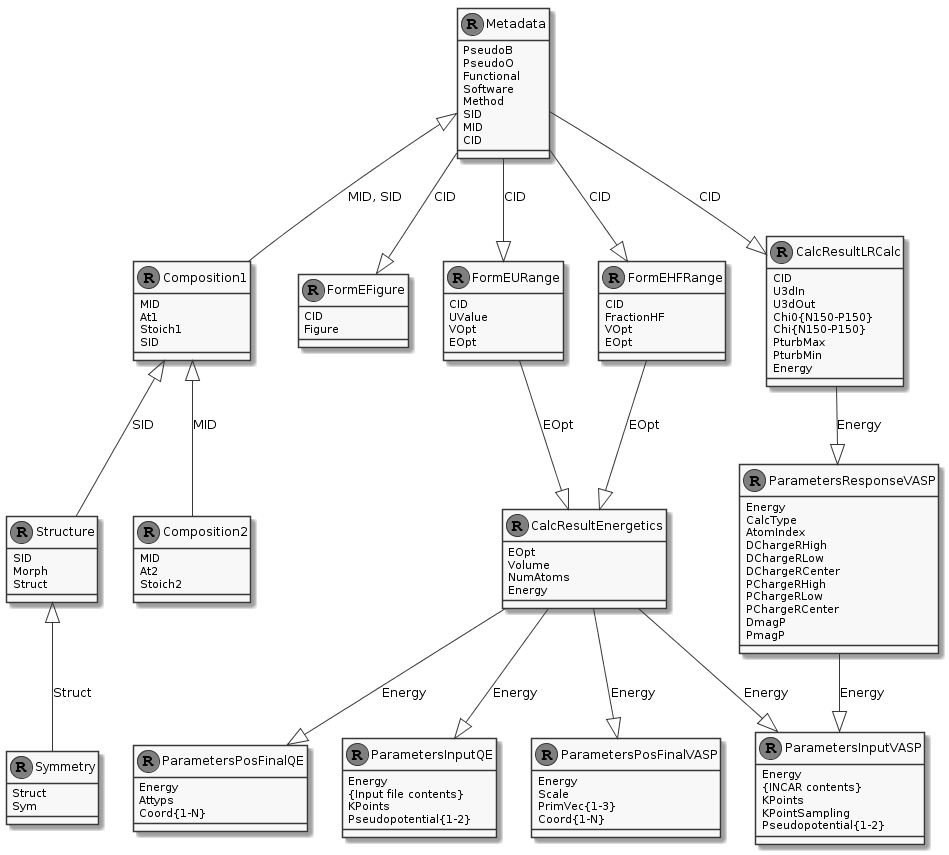 R Metadata
PseudoB
PseudoO
Functional
Software
Method
SID
MID
CID
MID, SID
CID
CID
CID
CID
R Composition1
MID
At1
Stoich1
SID
R FormEFigure
CID
Figure
R FormEURange
CID
UValue
VOpt
EOpt
R FormEHFRange
CID
FractionHF
VOpt
EOpt
R CalcResultLRCalc
CID
U3dIn
U3dOut
Chi0{N150-P150}
Chi{N150-P150}
PturbMax
PturbMin
Energy
SID
MID
EOpt
EOpt
Energy
R Structure
SID
Morph
Struct
R Composition2
MID
At2
Stoich2
R CalcResultEnergetics
EOpt
Volume
NumAtoms
Energy
R ParametersResponseVASP
Energy
CalcType
AtomIndex
DChargeRHigh
DChargeRLow
DChargeRCenter
PChargeRHigh
PChargeRLow
PChargeRCenter
DmagP
PmagP
Struct
Energy
Energy
Energy
Energy
Energy
R Symmetry
Struct
Sym
R ParametersPosFinalQE
Energy
Attyps
Coord{1-N}
R ParametersInputQE
Energy
{Input file contents}
KPoints
Pseudopotential{1-2}
R ParametersPosFinalVASP
Energy
Scale
PrimVec{1-3}
Coord{1-N}
R ParametersInputVASP
Energy
{INCAR contents}
KPoints
KPointSampling
Pseudopotential{1-2}